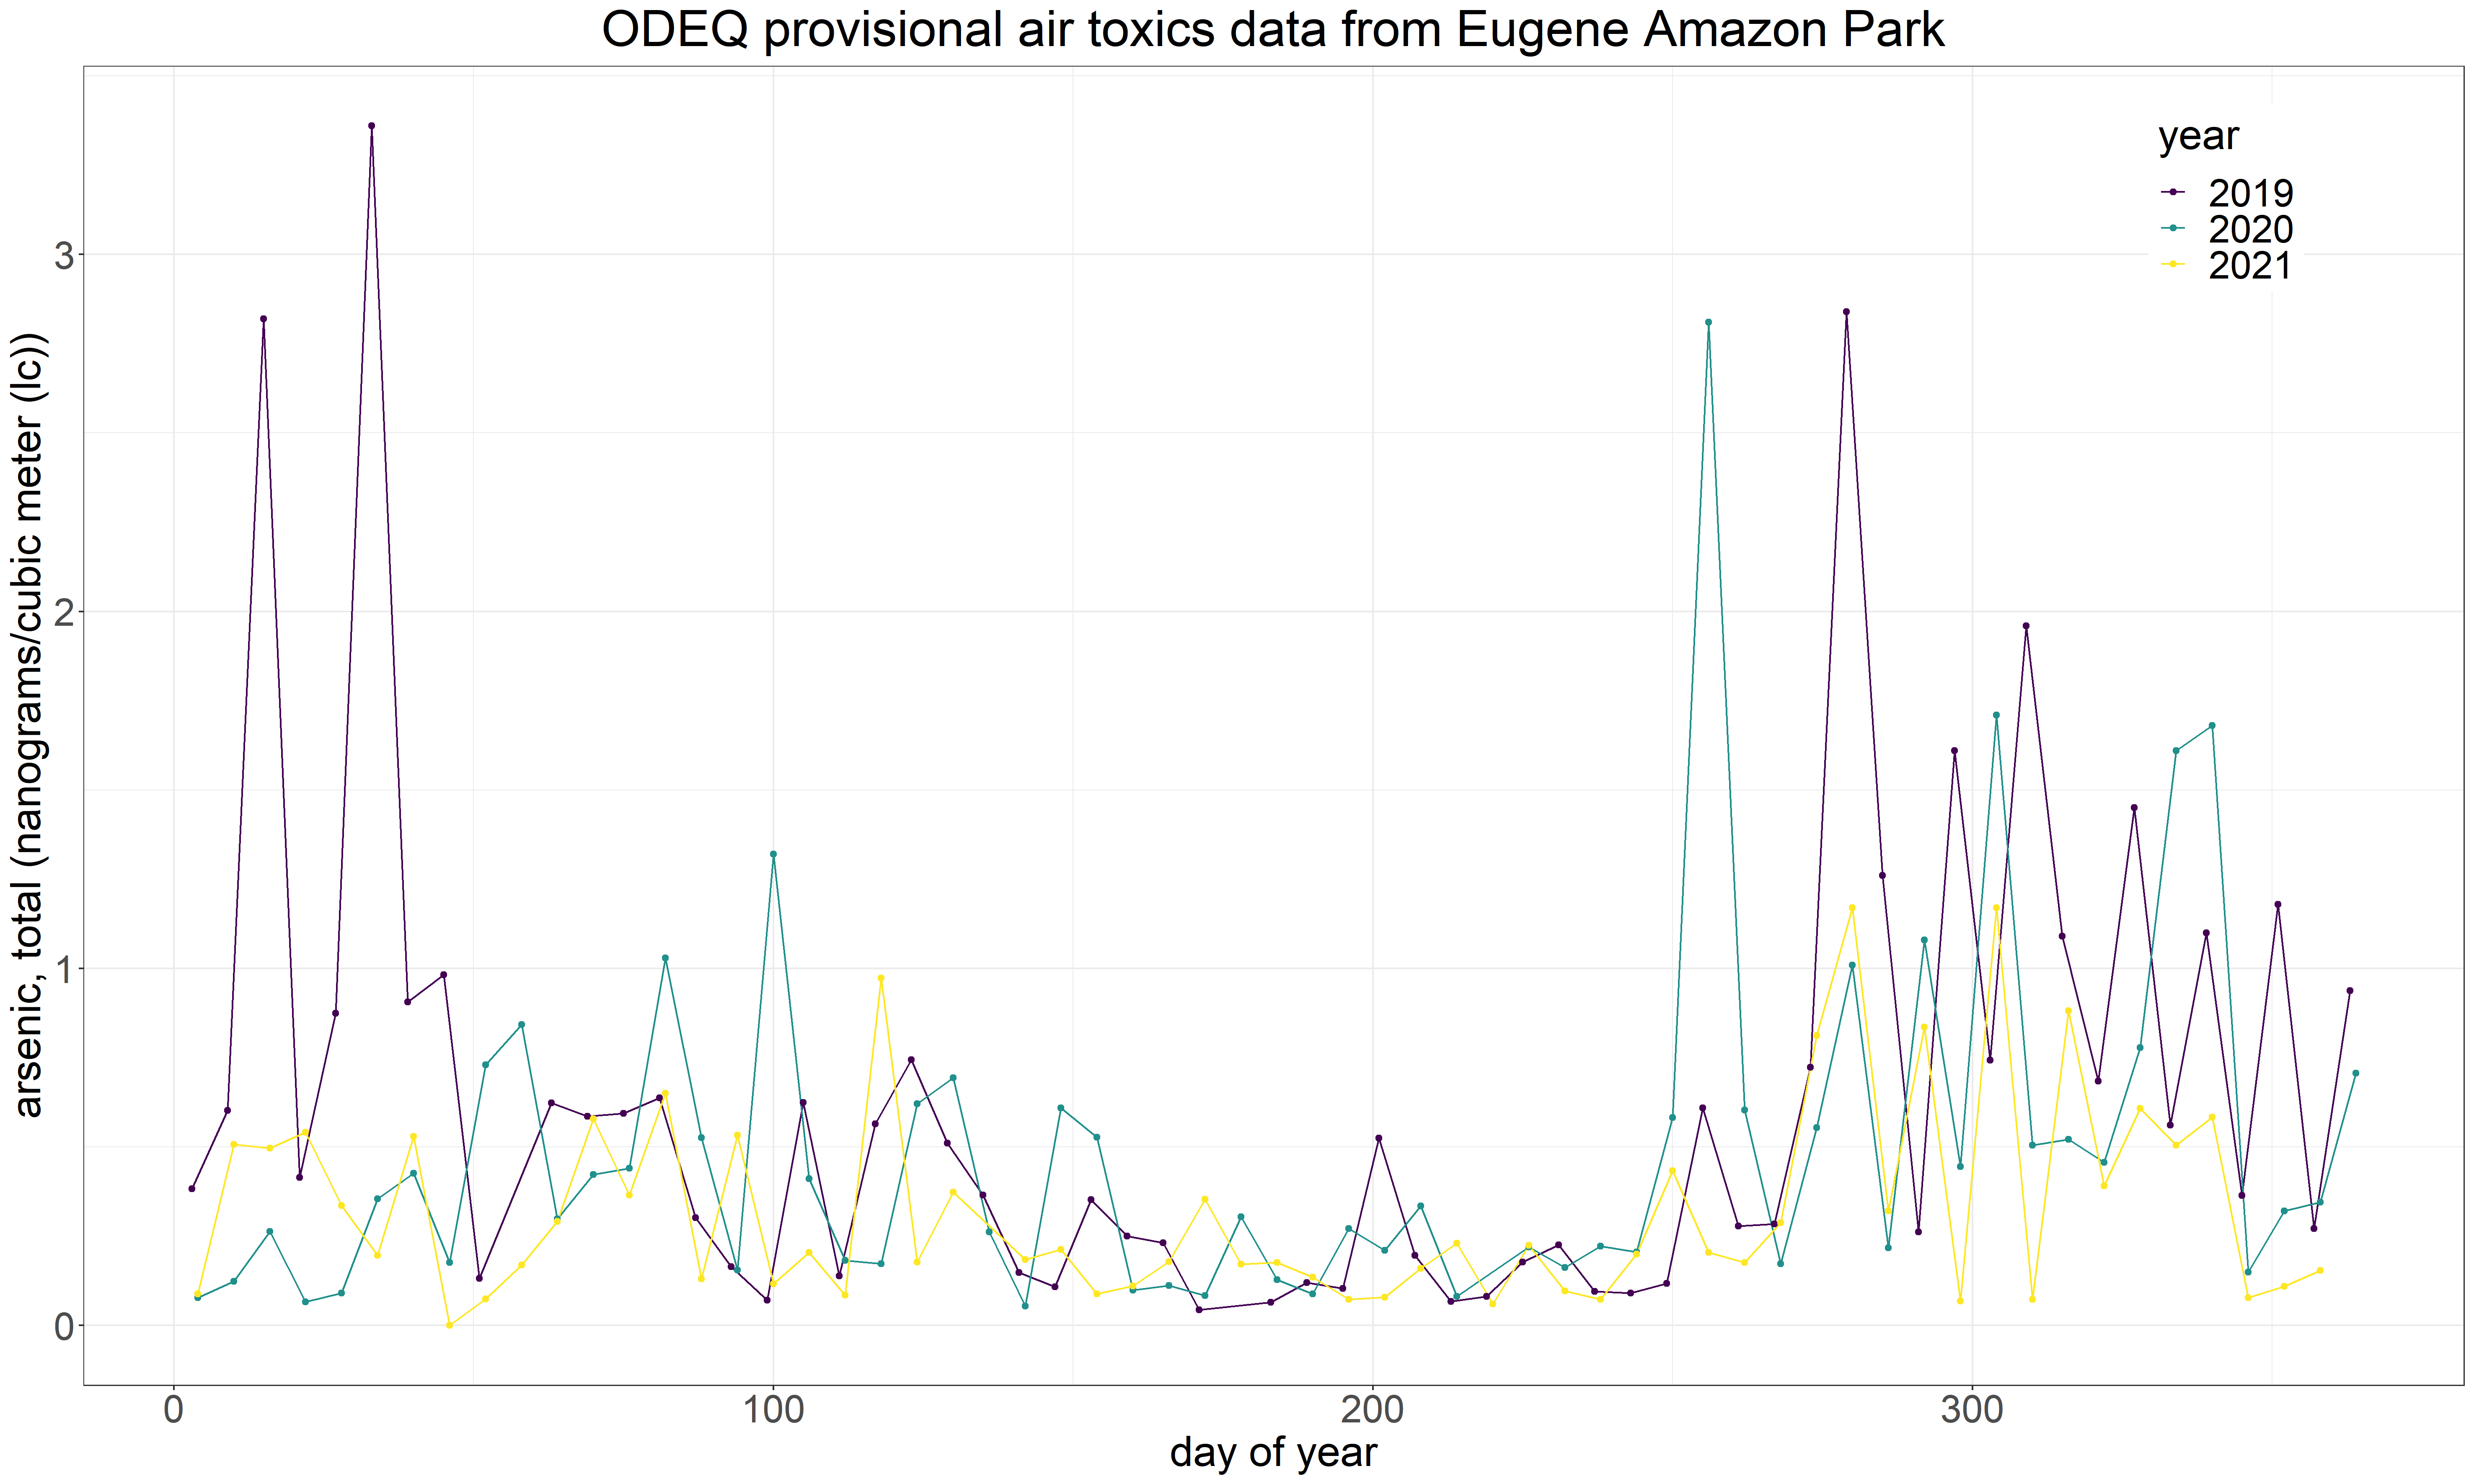 ODEQ provisional air toxics data from Eugene Amazon Park
year
2019
2020
2021
arsenic, total (nanograms/cubic meter (lc))
3
2
1
0
0 100 200 300
day of year